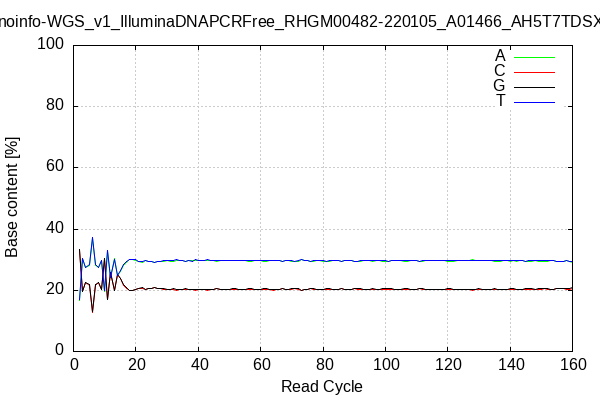 noinfo-WGS_v1_IlluminaDNAPCRFree_RHGM00482-220105_A01466_AH5T7TDSX
Base content [%]
100
80
60
40
20
0
A
C
G
T
0 20 40 60 80 100 120 140 160
Read Cycle